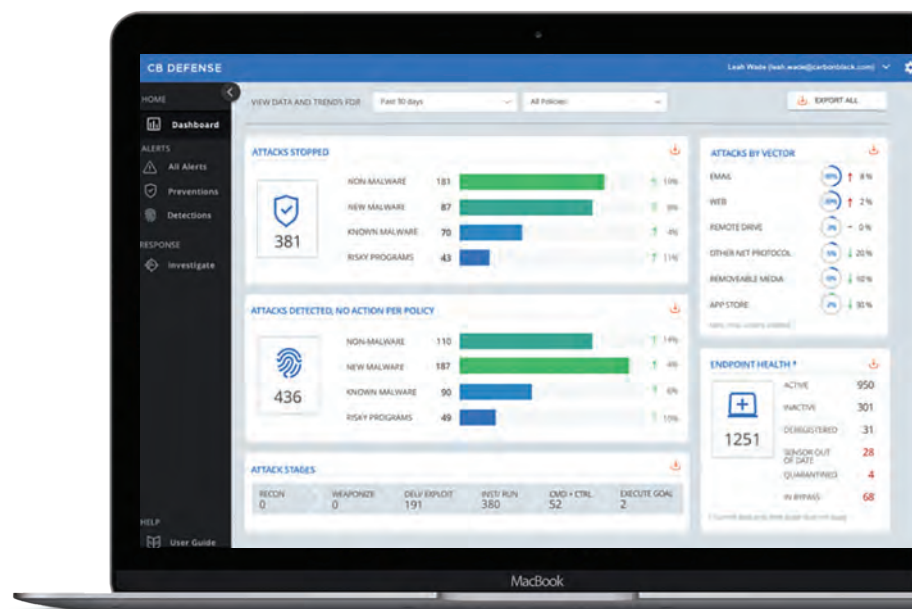 CB DEFENSE
Leah Wade (leah.wade@carbonblack.com)
HOME
Dashboard
ALERTS
All Alerts
Preventions
Detections
RESPONSE
Investigate
HELP
User Guide
VIEW DATA AND TRENDS FOR
Past 30 days
All Policies
EXPORT ALL
ATTACKS STOPPED
381
NON-MALWARE 181
NEW MALWARE 87
KNOWN MALWARE 70
RISKY PROGRAMS 43 11%
ATTACKS DETECTED, NO ACTION PER POLICY
436
NON-MALWARE 110 14%
NEW MALWARE 187
KNOWN MALWARE 90
RISKY PROGRAMS 49
ATTACK STAGES
RECON WEAPONIZE DELI/ EXPLOIT INST/ RUN CMD + CTRL EXECUTE GOAL
0 0 191 380 52 2
ATTACKS BY VECTOR
EMAIL 8%
WEB 2%
REMOTE DRIVE 0%
OTHER NET PROTOCOL 20%
REMOVEABLE MEDIA 10%
APP STORE 30%
ENDPOINT HEALTH *
1251
ACTIVE 950
INACTIVE 301
DEREGISTERED 31
SENSOR OUT 28
OF DATE
QUARANTINED 4
IN BYPASS 68
MacBook